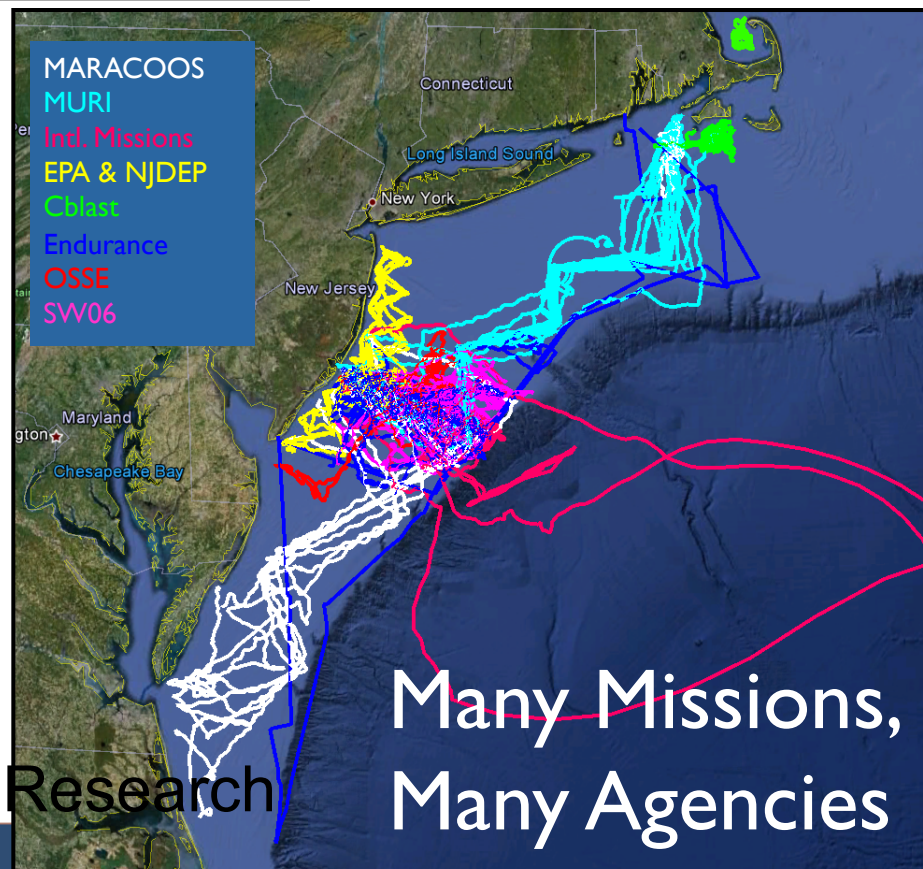 MARACOOS
MURI
Intl. Missions
EPA & NJDEP
Cblast
Endurance
OSSE
SW06
Connecticut
Long Island Sound
New York
New Jersey
Maryland
gton
Chesapeake Bay
Many Missions,
Many Agencies
Research